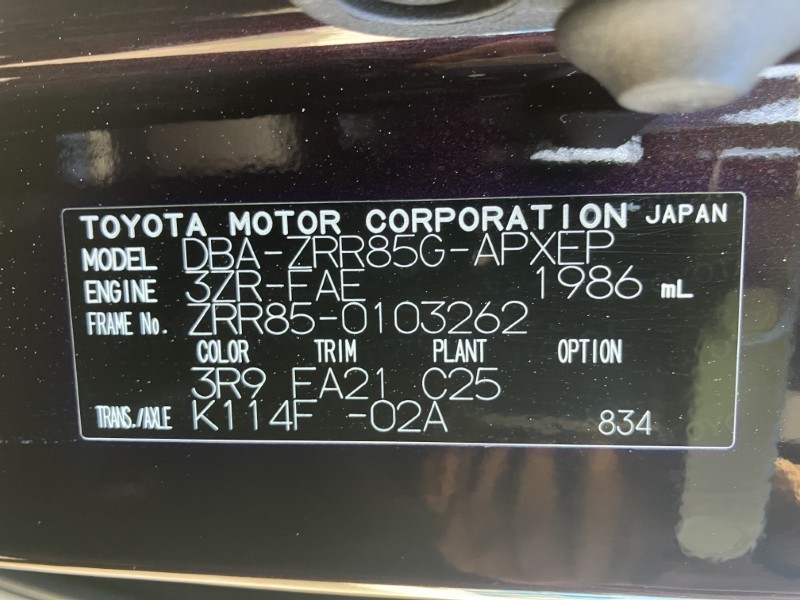 TOYOTA MOTOR CORPORATION JAPAN
MODEL DBA-ZRR85G-APXEP
ENGINE 3ZR-FAE 1986 mL
FRAME No. ZRR85-0103262
COLOR TRIM PLANT OPTION
3R9 FA21 C25
TRANS./AXLE K114F -02A 834